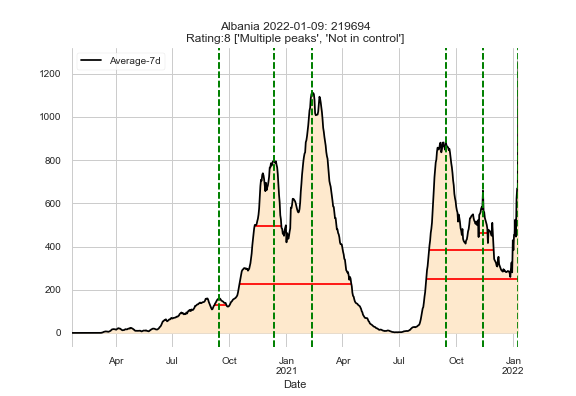 Albania 2022-01-09: 219694
Rating:8 ['Multiple peaks', 'Not in control']
Average-7d
1200
1000
800
600
400
200
0
Apr Jul Oct Jan Apr Jul Oct Jan
2021 2022
Date